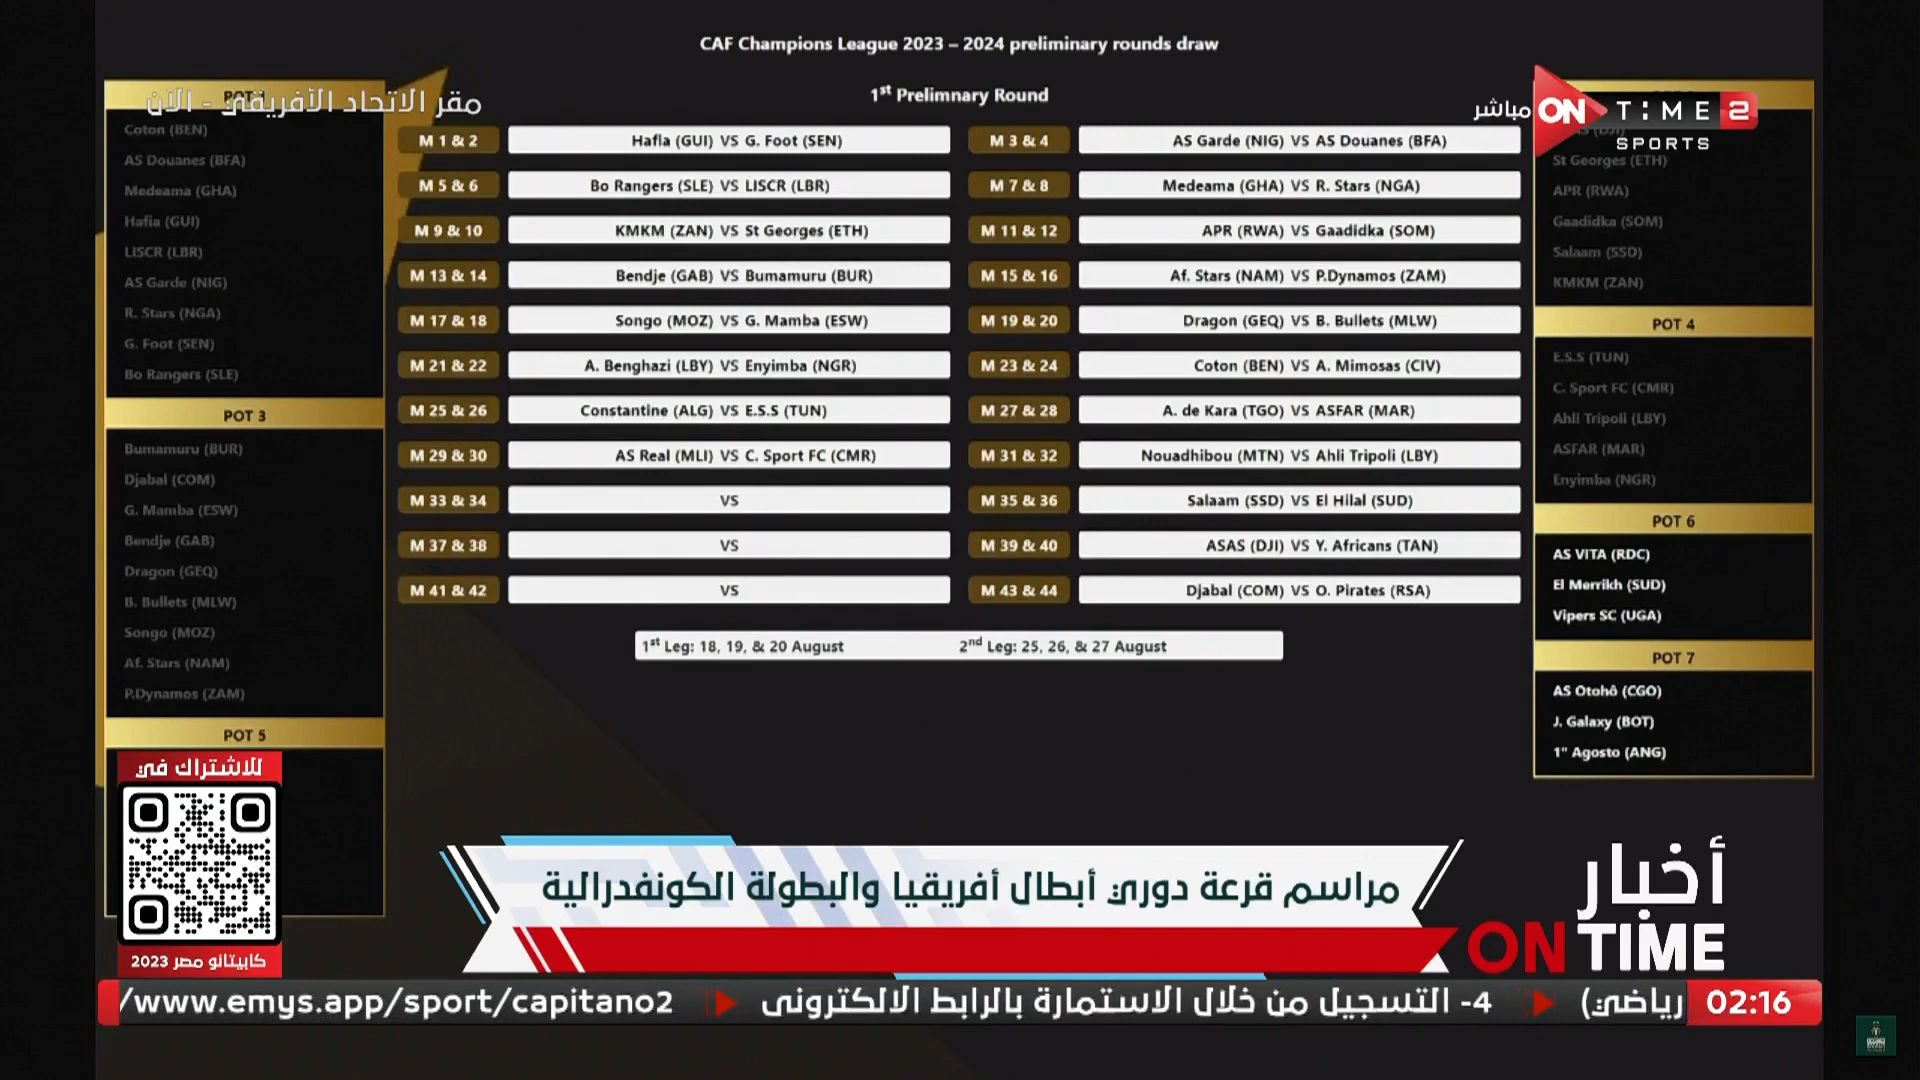 CAF Champions League 2023 – 2024 preliminary rounds draw
1st Prelimnary Round
مقر الاتحاد الأفريقي - الآن
مباشر
ON TIME 2
SPORTS
Coton (BEN)
AS Douanes (BFA)
Medeama (GHA)
Hafia (GUI)
LISCR (LBR)
AS Garde (NIG)
R. Stars (NGA)
G. Foot (SEN)
Bo Rangers (SLE)
POT 3
Bumamuru (BUR)
Djabal (COM)
G. Mamba (ESW)
Bendje (GAB)
Dragon (GEQ)
B. Bullets (MLW)
Songo (MOZ)
Af. Stars (NAM)
P.Dynamos (ZAM)
POT 5
M 1 & 2 Hafia (GUI) VS G. Foot (SEN) M 3 & 4 AS Garde (NIG) VS AS Douanes (BFA)
M 5 & 6 Bo Rangers (SLE) VS LISCR (LBR) M 7 & 8 Medeama (GHA) VS R. Stars (NGA)
M 9 & 10 KMKM (ZAN) VS St Georges (ETH) M 11 & 12 APR (RWA) VS Gaadidka (SOM)
M 13 & 14 Bendje (GAB) VS Bumamuru (BUR) M 15 & 16 Af. Stars (NAM) VS P.Dynamos (ZAM)
M 17 & 18 Songo (MOZ) VS G. Mamba (ESW) M 19 & 20 Dragon (GEQ) VS B. Bullets (MLW)
M 21 & 22 A. Benghazi (LBY) VS Enyimba (NGR) M 23 & 24 Coton (BEN) VS A. Mimosas (CIV)
M 25 & 26 Constantine (ALG) VS E.S.S (TUN) M 27 & 28 A. de Kara (TGO) VS ASFAR (MAR)
M 29 & 30 AS Real (MLI) VS C. Sport FC (CMR) M 31 & 32 Nouadhibou (MTN) VS Ahli Tripoli (LBY)
M 33 & 34 VS M 35 & 36 Salaam (SSD) VS El Hilal (SUD)
M 37 & 38 VS M 39 & 40 ASAS (DJI) VS Y. Africans (TAN)
M 41 & 42 VS M 43 & 44 Djabal (COM) VS O. Pirates (RSA)
1st Leg: 18, 19, & 20 August 2nd Leg: 25, 26, & 27 August
St Georges (ETH)
APR (RWA)
Gaadidka (SOM)
Salaam (SSD)
KMKM (ZAN)
POT 4
E.S.S (TUN)
C. Sport FC (CMR)
Ahli Tripoli (LBY)
ASFAR (MAR)
Enyimba (NGR)
POT 6
AS VITA (RDC)
El Merrikh (SUD)
Vipers SC (UGA)
POT 7
AS Otohô (CGO)
J. Galaxy (BOT)
1" Agosto (ANG)
للاشتراك في
كابيتانو مصر 2023
مراسم قرعة دوري أبطال أفريقيا والبطولة الكونفدرالية
أخبار
ON TIME
رياضي) 4- التسجيل من خلال الاستمارة بالرابط الالكترونى /www.emys.app/sport/capitano2
02:16